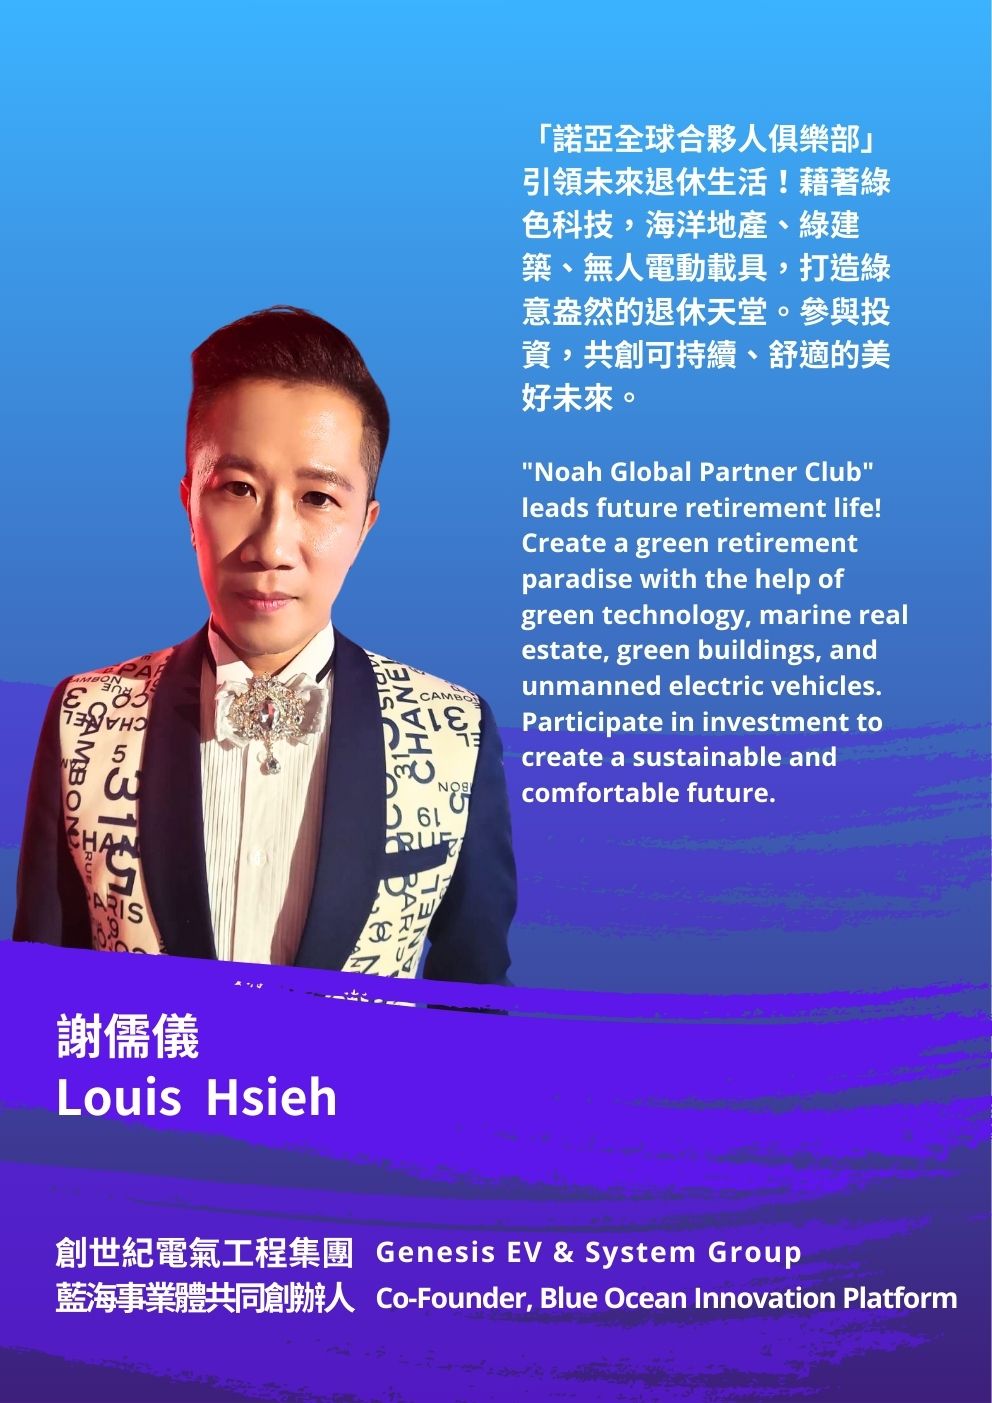 「諾亞全球合夥人俱樂部」
引領未來退休生活！藉著綠
色科技，海洋地產、綠建
築、無人電動載具，打造綠
意盎然的退休天堂。參與投
資，共創可持續、舒適的美
好未來。
"Noah Global Partner Club"
leads future retirement life!
Create a green retirement
paradise with the help of
green technology, marine real
estate, green buildings, and
unmanned electric vehicles.
Participate in investment to
create a sustainable and
comfortable future.
謝儒儀
Louis Hsieh
創世紀電氣工程集團 Genesis EV & System Group
藍海事業體共同創辦人 Co-Founder, Blue Ocean Innovation Platform